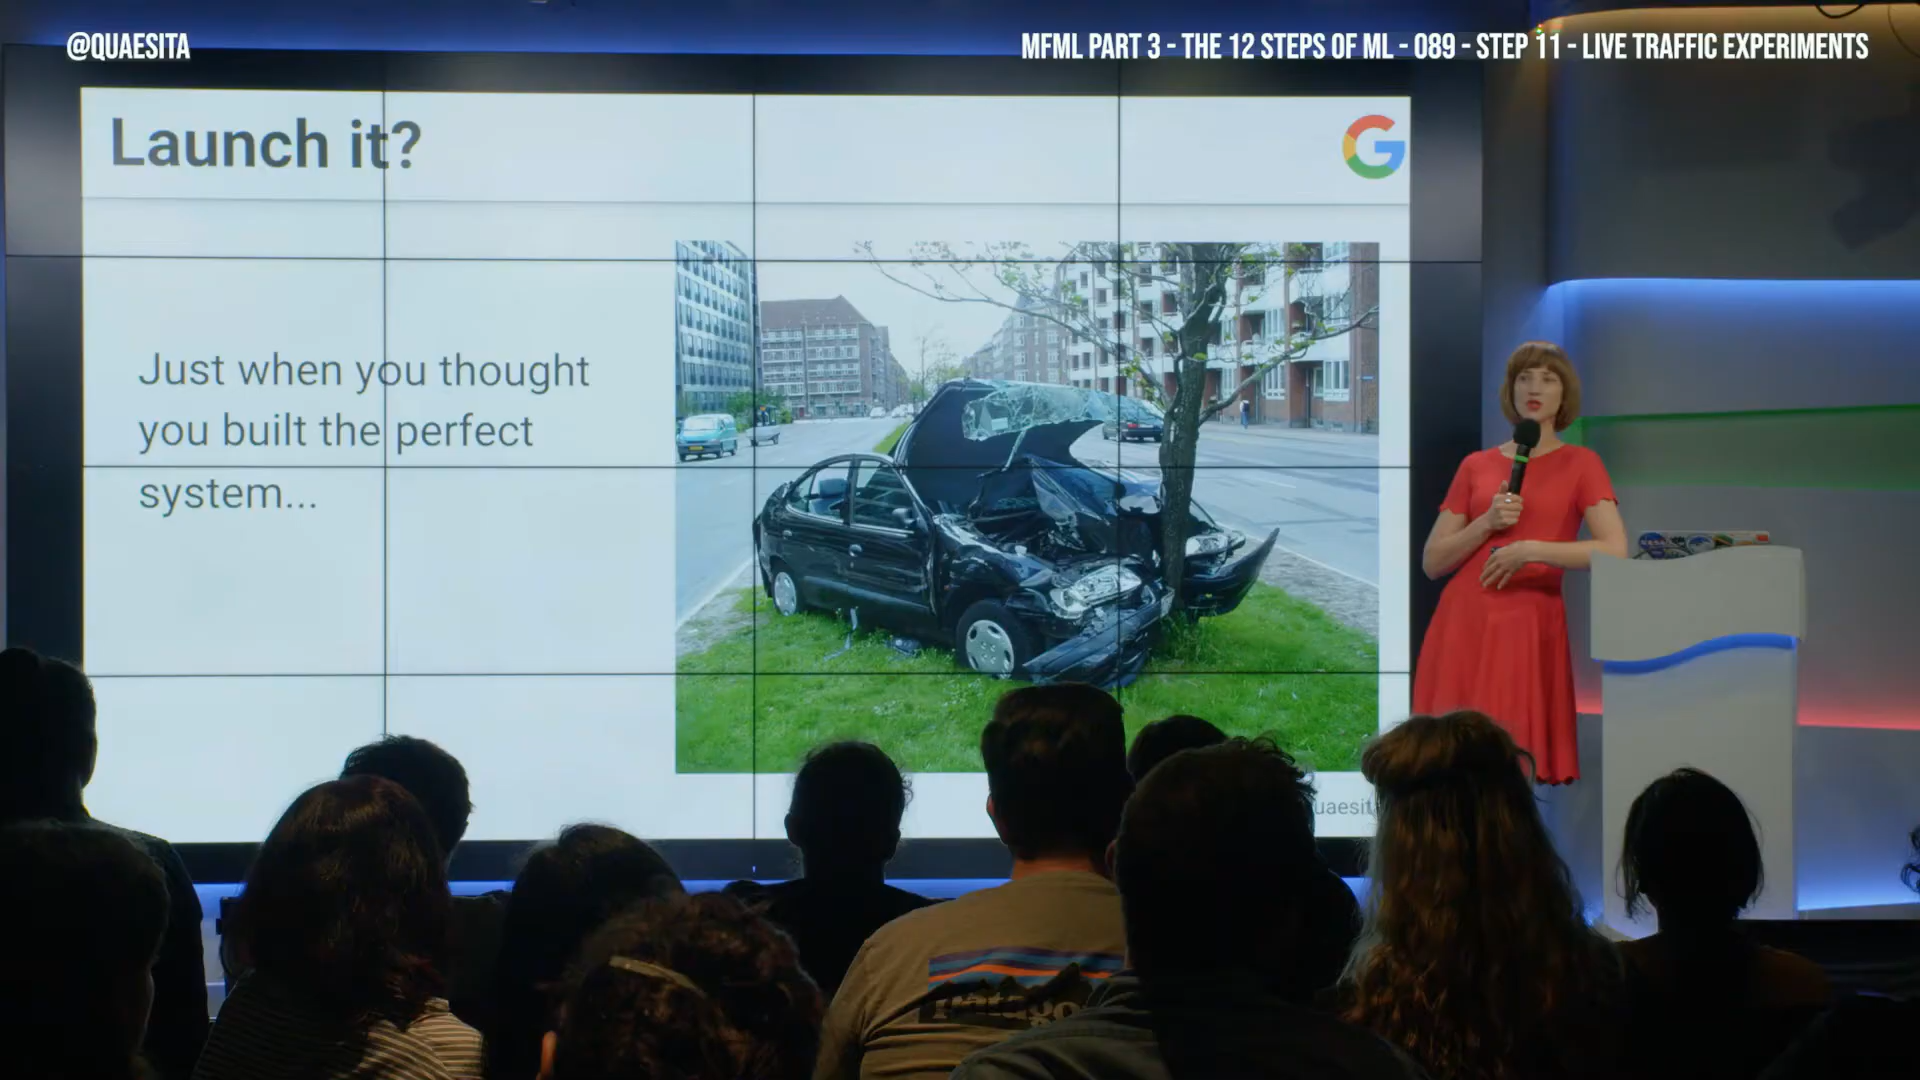 @QUAESITA
MFML PART 3 - THE 12 STEPS OF ML - 089 - STEP 11 - LIVE TRAFFIC EXPERIMENTS
Launch it?
G
Just when you thought
you built the perfect
system...
NASA